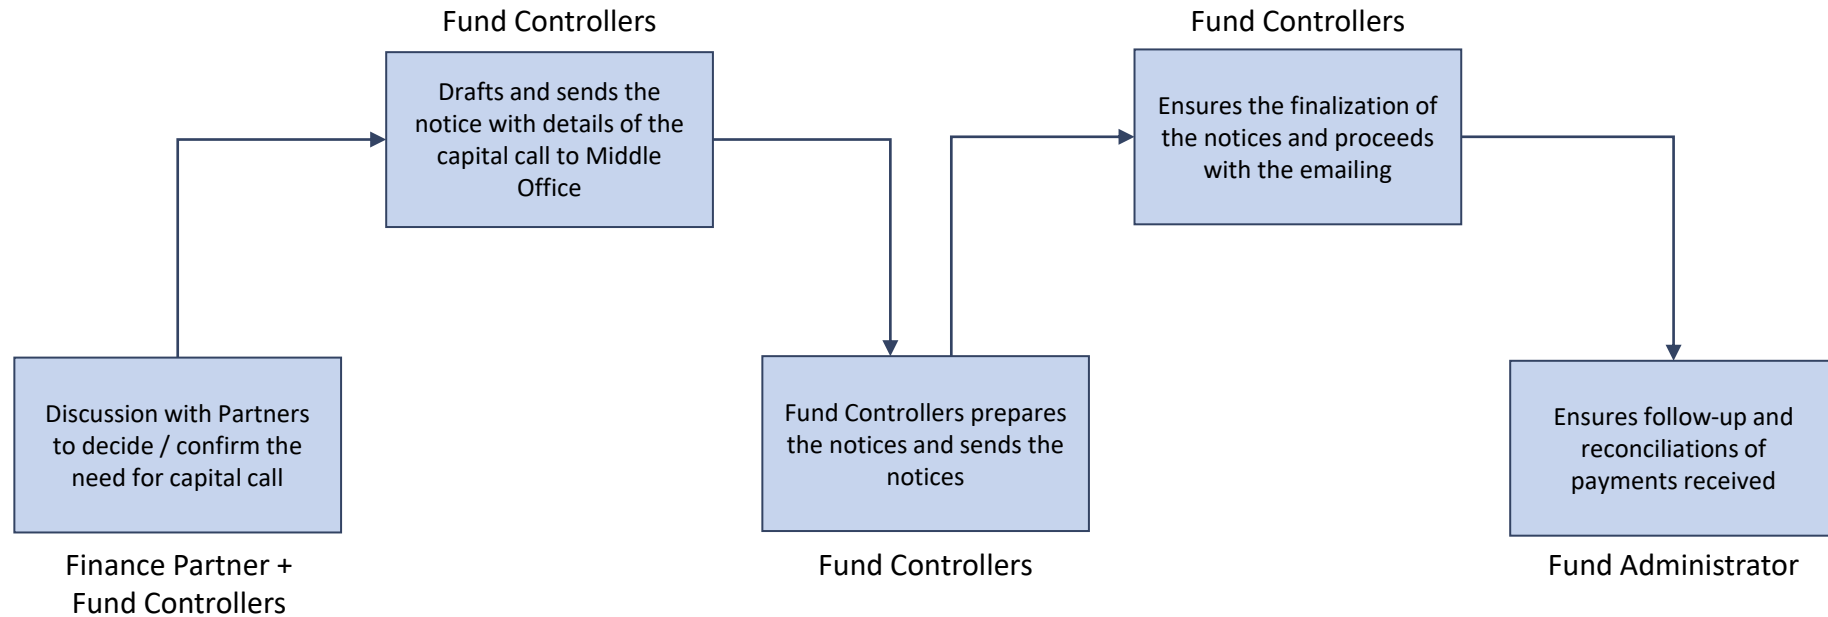 Fund Controllers
Drafts and sends the
notice with details of the
capital call to Middle
Office
Fund Controllers
Ensures the finalization of
the notices and proceeds
with the emailing
Discussion with Partners
to decide / confirm the
need for capital call
Finance Partner +
Fund Controllers
Fund Controllers prepares
the notices and sends the
notices
Fund Controllers
Ensures follow-up and
reconciliations of
payments received
Fund Administrator